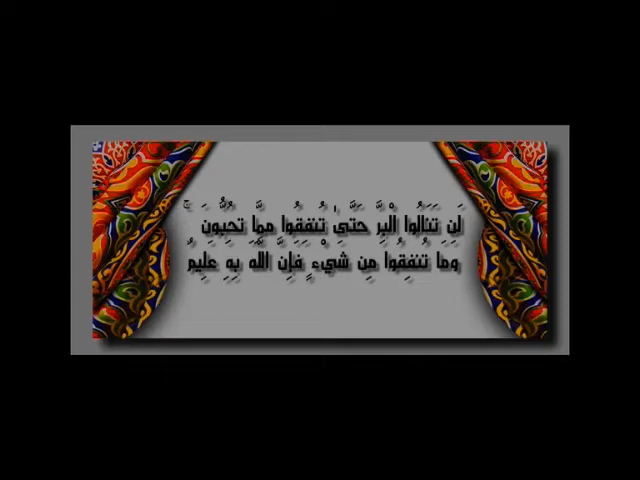 لَن تَنَالُوا الْبِرَّ حَتَّىٰ تُنفِقُوا مِمَّا تُحِبُّونَ ۚ
وَمَا تُنفِقُوا مِن شَيْءٍ فَإِنَّ اللَّهَ بِهِ عَلِيمٌ